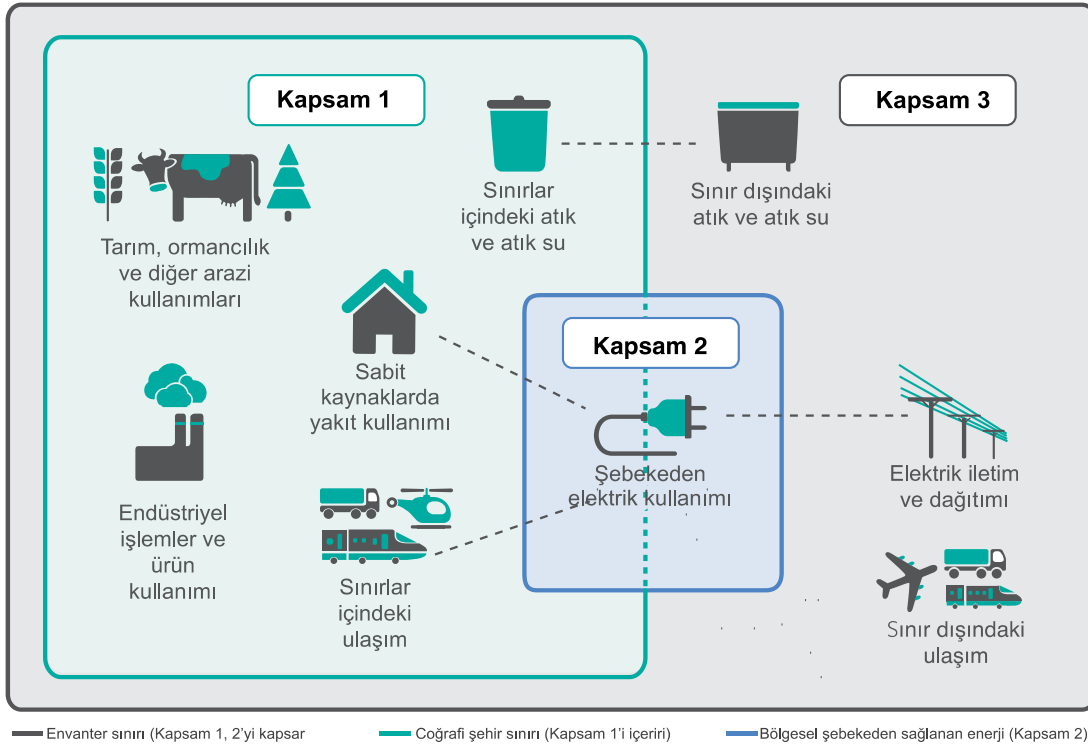 Kapsam 1
Kapsam 3
Sınırlar
içindeki atık
ve atık su
Sınır dışındaki
atık ve atık su
Tarım, ormancılık
ve diğer arazi
kullanımları
Kapsam 2
Sabit
kaynaklarda
yakıt kullanımı
Şebekeden
elektrik kullanımı
Elektrik iletim
ve dağıtımı
Endüstriyel
işlemler ve
ürün
kullanımı
Sınırlar
içindeki
ulaşım
Sınır dışındaki
ulaşım
Envanter sınırı (Kapsam 1, 2'yi kapsar
Coğrafi şehir sınırı (Kapsam 1'i içeriri)
Bölgesel şebekeden sağlanan enerji (Kapsam 2)